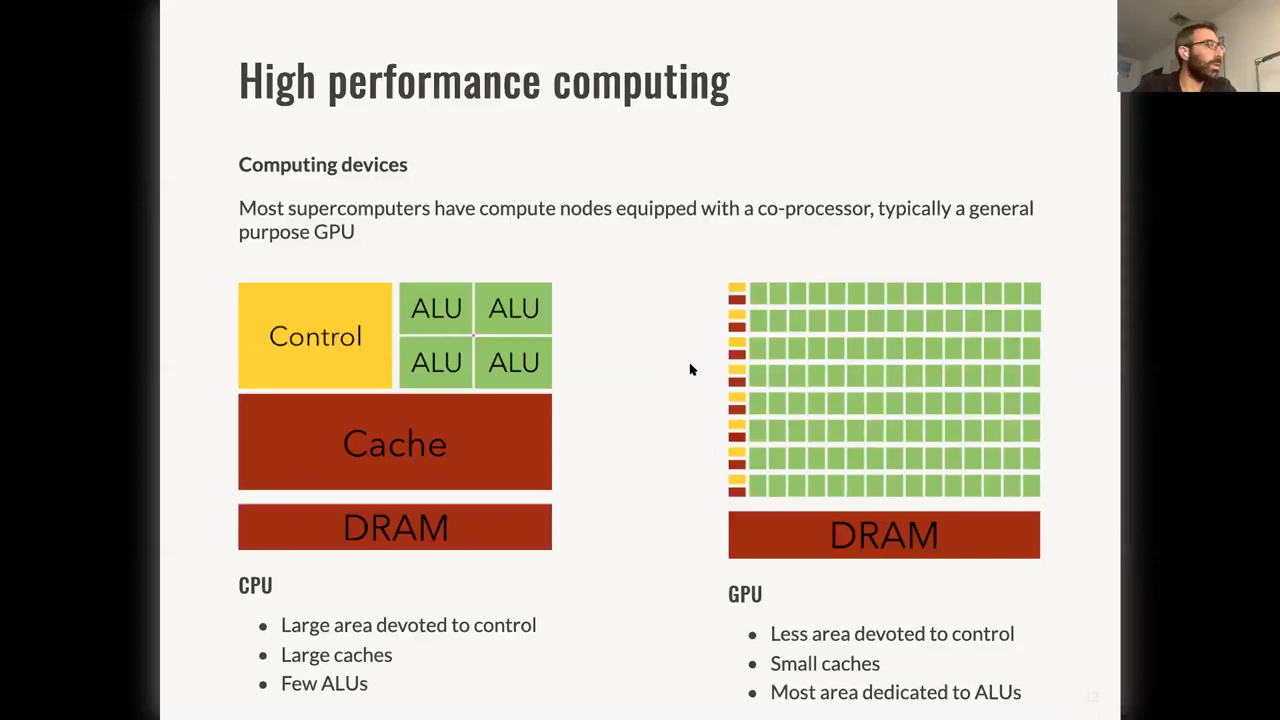 High performance computing
Computing devices
Most supercomputers have compute nodes equipped with a co-processor, typically a general
purpose GPU
Control
ALU ALU
ALU ALU
Cache
DRAM
CPU
• Large area devoted to control
• Large caches
• Few ALUs
DRAM
GPU
• Less area devoted to control
• Small caches
• Most area dedicated to ALUs
12